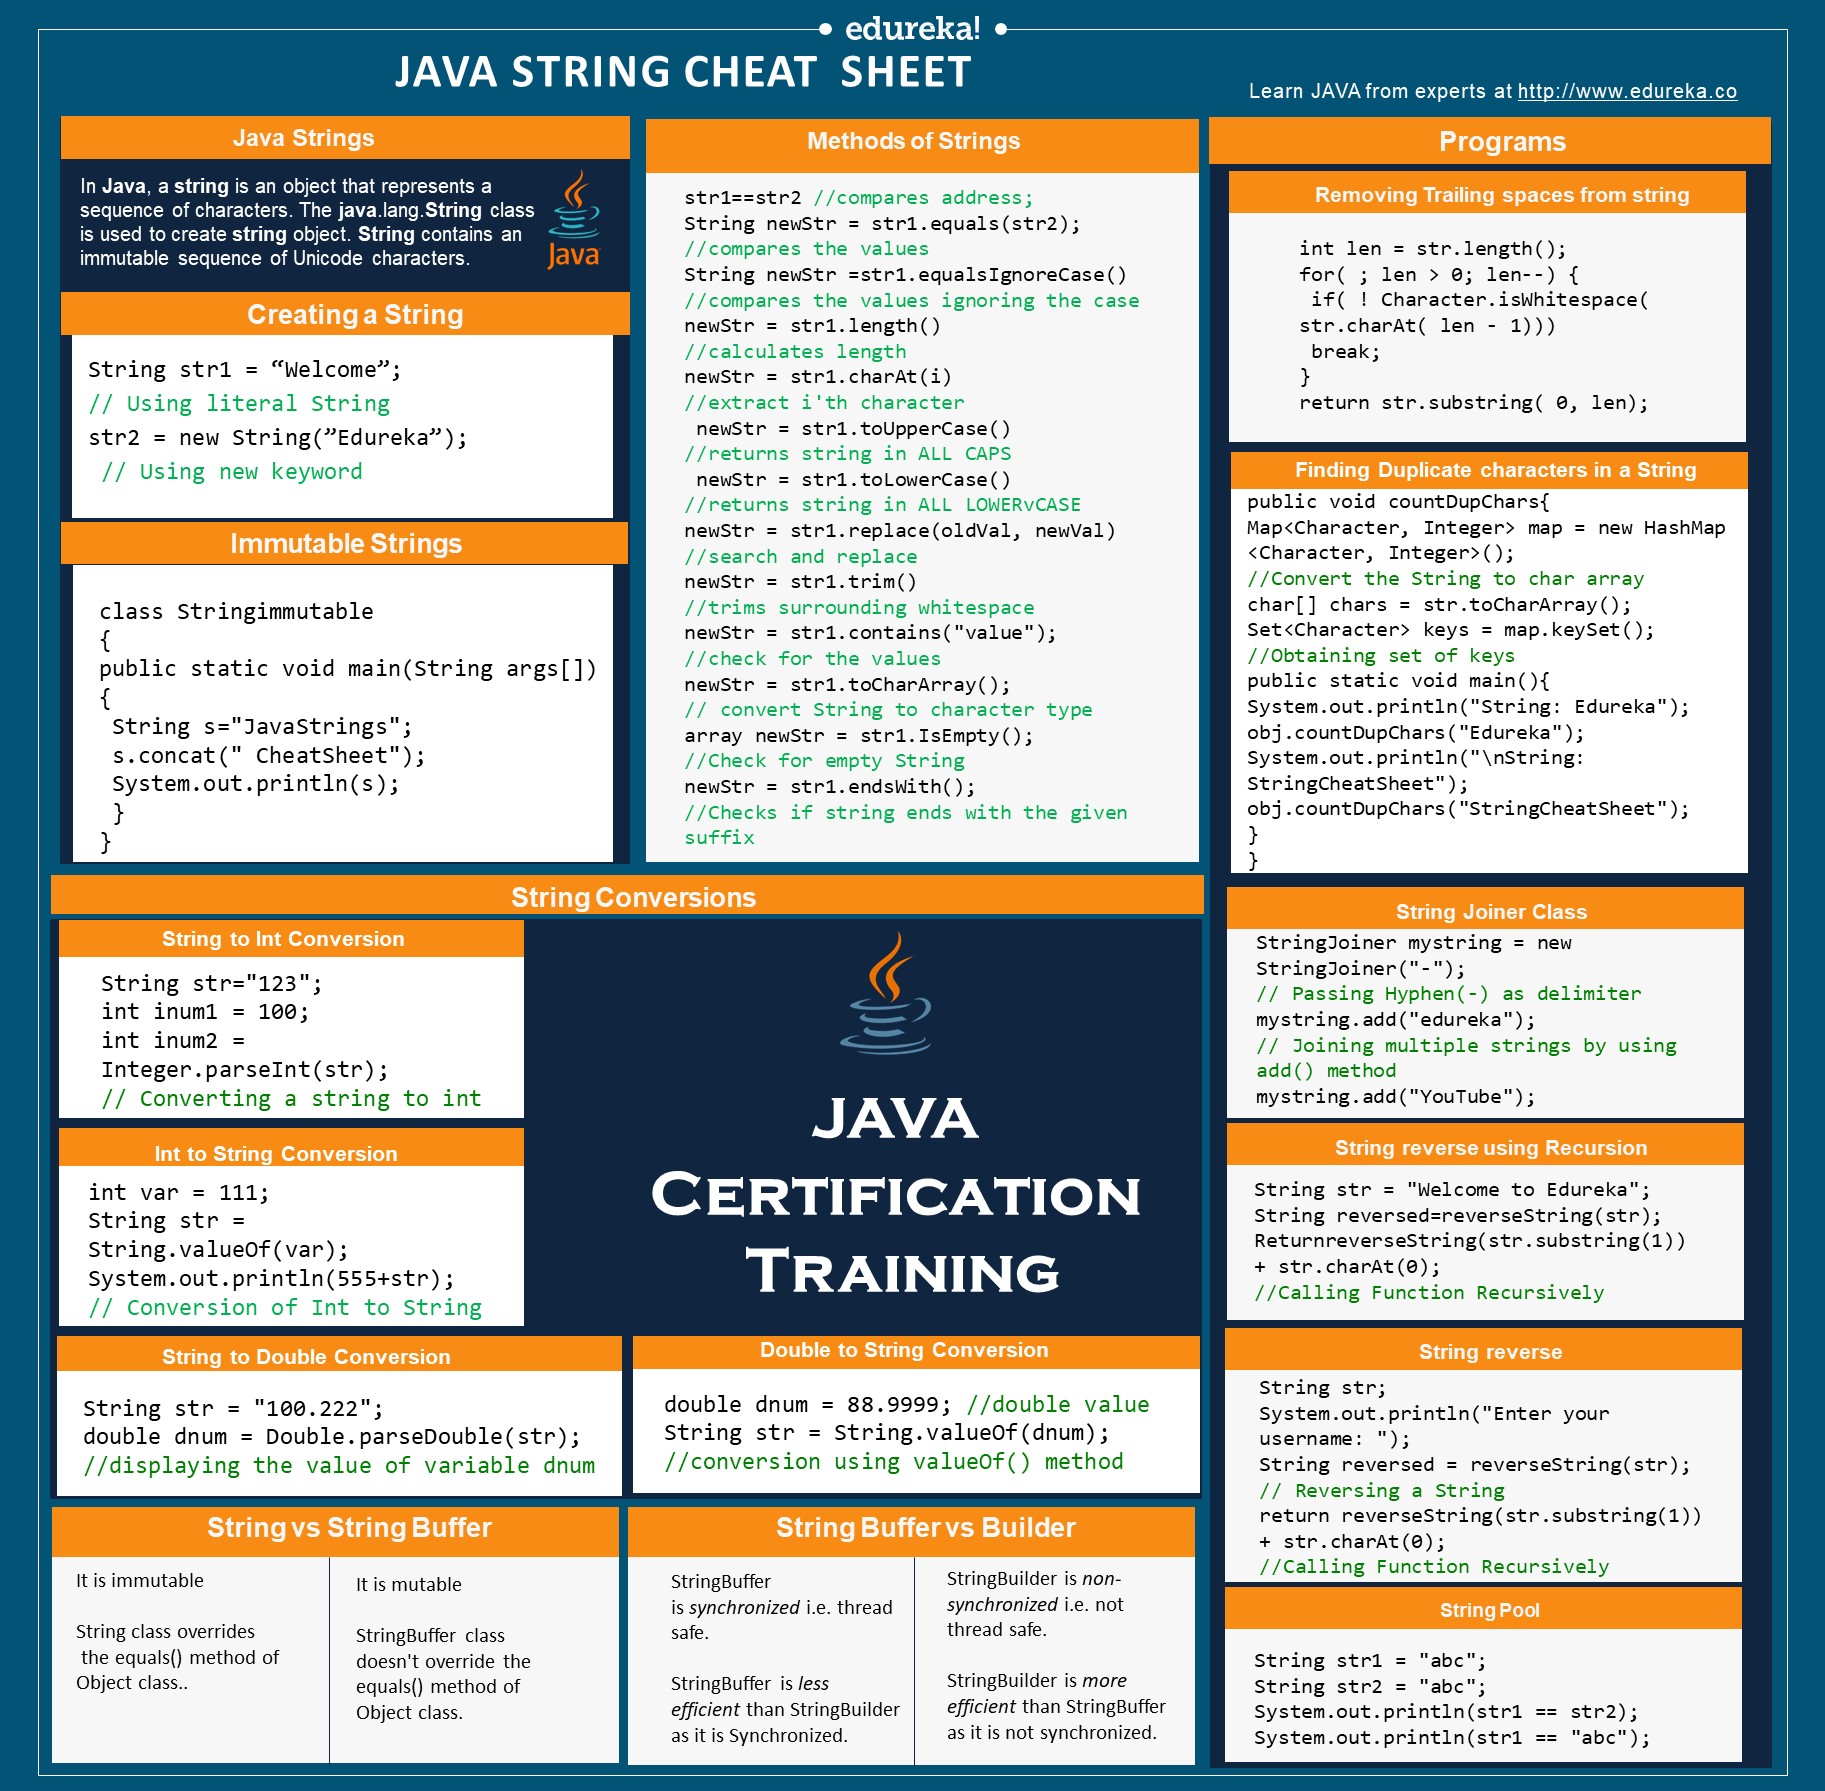 edureka!
JAVA STRING CHEAT SHEET
Learn JAVA from experts at http://www.edureka.co
Java Strings
In Java, a string is an object that represents a
sequence of characters. The java.lang.String class
is used to create string object. String contains an
immutable sequence of Unicode characters.
Java
Creating a String
String str1 = “Welcome”;
// Using literal String
str2 = new String(”Edureka”);
// Using new keyword
Immutable Strings
class Stringimmutable
{
public static void main(String args[])
{
String s="JavaStrings";
s.concat(" CheatSheet");
System.out.println(s);
}
}
Methods of Strings
str1==str2 //compares address;
String newStr = str1.equals(str2);
//compares the values
String newStr =str1.equalsIgnoreCase()
//compares the values ignoring the case
newStr = str1.length()
//calculates length
newStr = str1.charAt(i)
//extract i'th character
newStr = str1.toUpperCase()
//returns string in ALL CAPS
newStr = str1.toLowerCase()
//returns string in ALL LOWERvCASE
newStr = str1.replace(oldVal, newVal)
//search and replace
newStr = str1.trim()
//trims surrounding whitespace
newStr = str1.contains("value");
//check for the values
newStr = str1.toCharArray();
// convert String to character type
array newStr = str1.IsEmpty();
//Check for empty String
newStr = str1.endsWith();
//Checks if string ends with the given
suffix
Programs
Removing Trailing spaces from string
int len = str.length();
for( ; len > 0; len--) {
if( ! Character.isWhitespace(
str.charAt( len - 1)))
break;
}
return str.substring( 0, len);
Finding Duplicate characters in a String
public void countDupChars{
Map<Character, Integer> map = new HashMap
<Character, Integer>();
//Convert the String to char array
char[] chars = str.toCharArray();
Set<Character> keys = map.keySet();
//Obtaining set of keys
public static void main(){
System.out.println("String: Edureka");
obj.countDupChars("Edureka");
System.out.println("\nString:
StringCheatSheet");
obj.countDupChars("StringCheatSheet");
}
}
String Joiner Class
StringJoiner mystring = new
StringJoiner("-");
// Passing Hyphen(-) as delimiter
mystring.add("edureka");
// Joining multiple strings by using
add() method
mystring.add("YouTube");
String reverse using Recursion
String str = "Welcome to Edureka";
String reversed=reverseString(str);
ReturnreverseString(str.substring(1))
+ str.charAt(0);
//Calling Function Recursively
String reverse
String str;
System.out.println("Enter your
username: ");
String reversed = reverseString(str);
// Reversing a String
return reverseString(str.substring(1))
+ str.charAt(0);
//Calling Function Recursively
String Pool
String str1 = "abc";
String str2 = "abc";
System.out.println(str1 == str2);
System.out.println(str1 == "abc");
String Conversions
String to Int Conversion
String str="123";
int inum1 = 100;
int inum2 =
Integer.parseInt(str);
// Converting a string to int
Int to String Conversion
int var = 111;
String str =
String.valueOf(var);
System.out.println(555+str);
// Conversion of Int to String
JAVA
CERTIFICATION
TRAINING
String to Double Conversion
String str = "100.222";
double dnum = Double.parseDouble(str);
//displaying the value of variable dnum
Double to String Conversion
double dnum = 88.9999; //double value
String str = String.valueOf(dnum);
//conversion using valueOf() method
String vs String Buffer
It is immutable
String class overrides
the equals() method of
Object class..
It is mutable
StringBuffer class
doesn't override the
equals() method of
Object class.
String Buffer vs Builder
StringBuffer
is synchronized i.e. thread
safe.
StringBuffer is less
efficient than StringBuilder
as it is Synchronized.
StringBuilder is non-
synchronized i.e. not
thread safe.
StringBuilder is more
efficient than StringBuffer
as it is not synchronized.